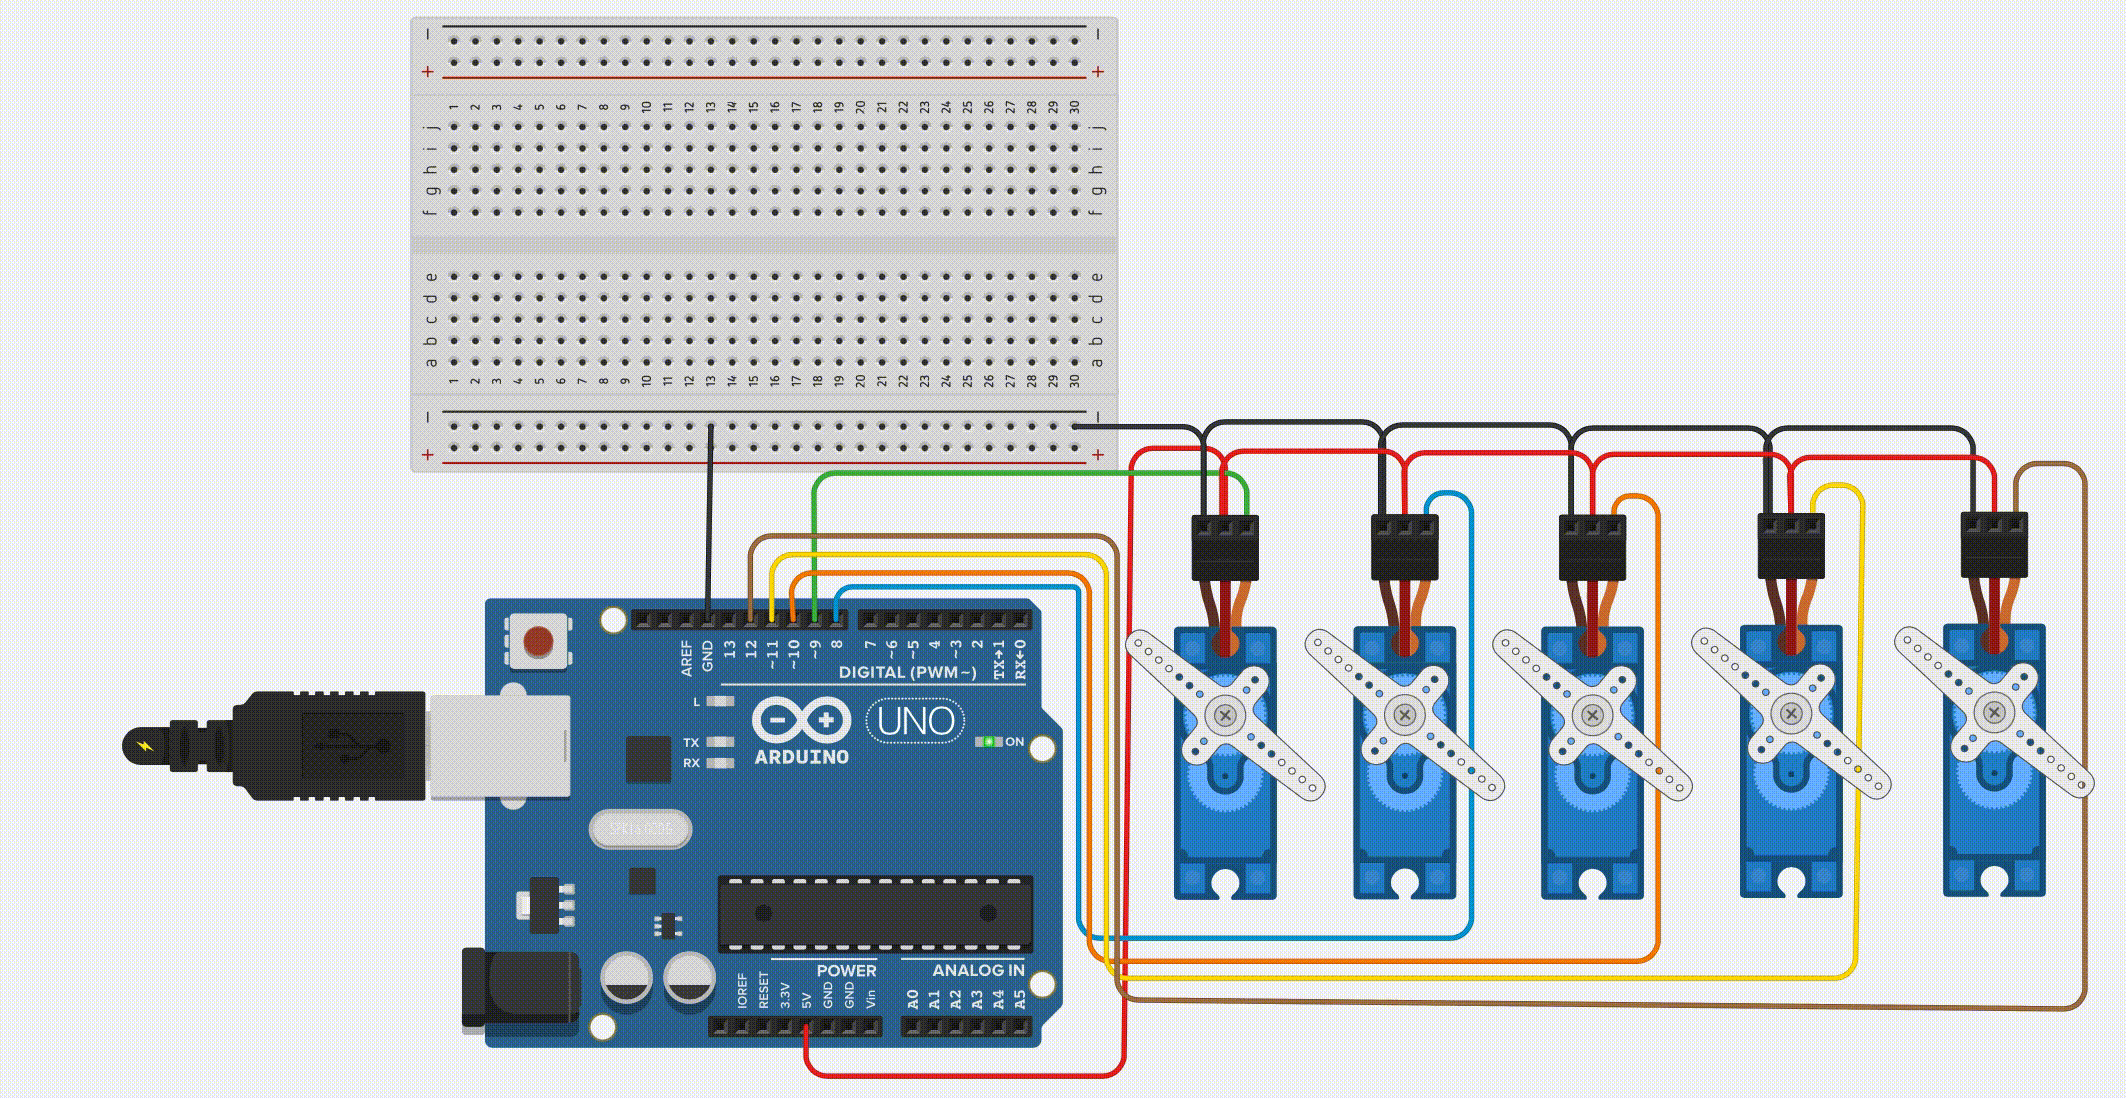 − −
+ +
1 2 3 4 5 6 7 8 9 10 11 12 13 14 15 16 17 18 19 20 21 22 23 24 25 26 27 28 29 30
j j
i i
h h
g g
f f
e e
d d
c c
b b
a a
1 2 3 4 5 6 7 8 9 10 11 12 13 14 15 16 17 18 19 20 21 22 23 24 25 26 27 28 29 30
− −
+ +
AREF GND 13 12 ~11 ~10 ~9 8 7 ~6 ~5 4 ~3 2 TX→1 RX←0
DIGITAL (PWM~)
L
TX
RX
UNO
ARDUINO
ON
POWER
ANALOG IN
IOREF RESET 3.3V 5V GND GND Vin A0 A1 A2 A3 A4 A5